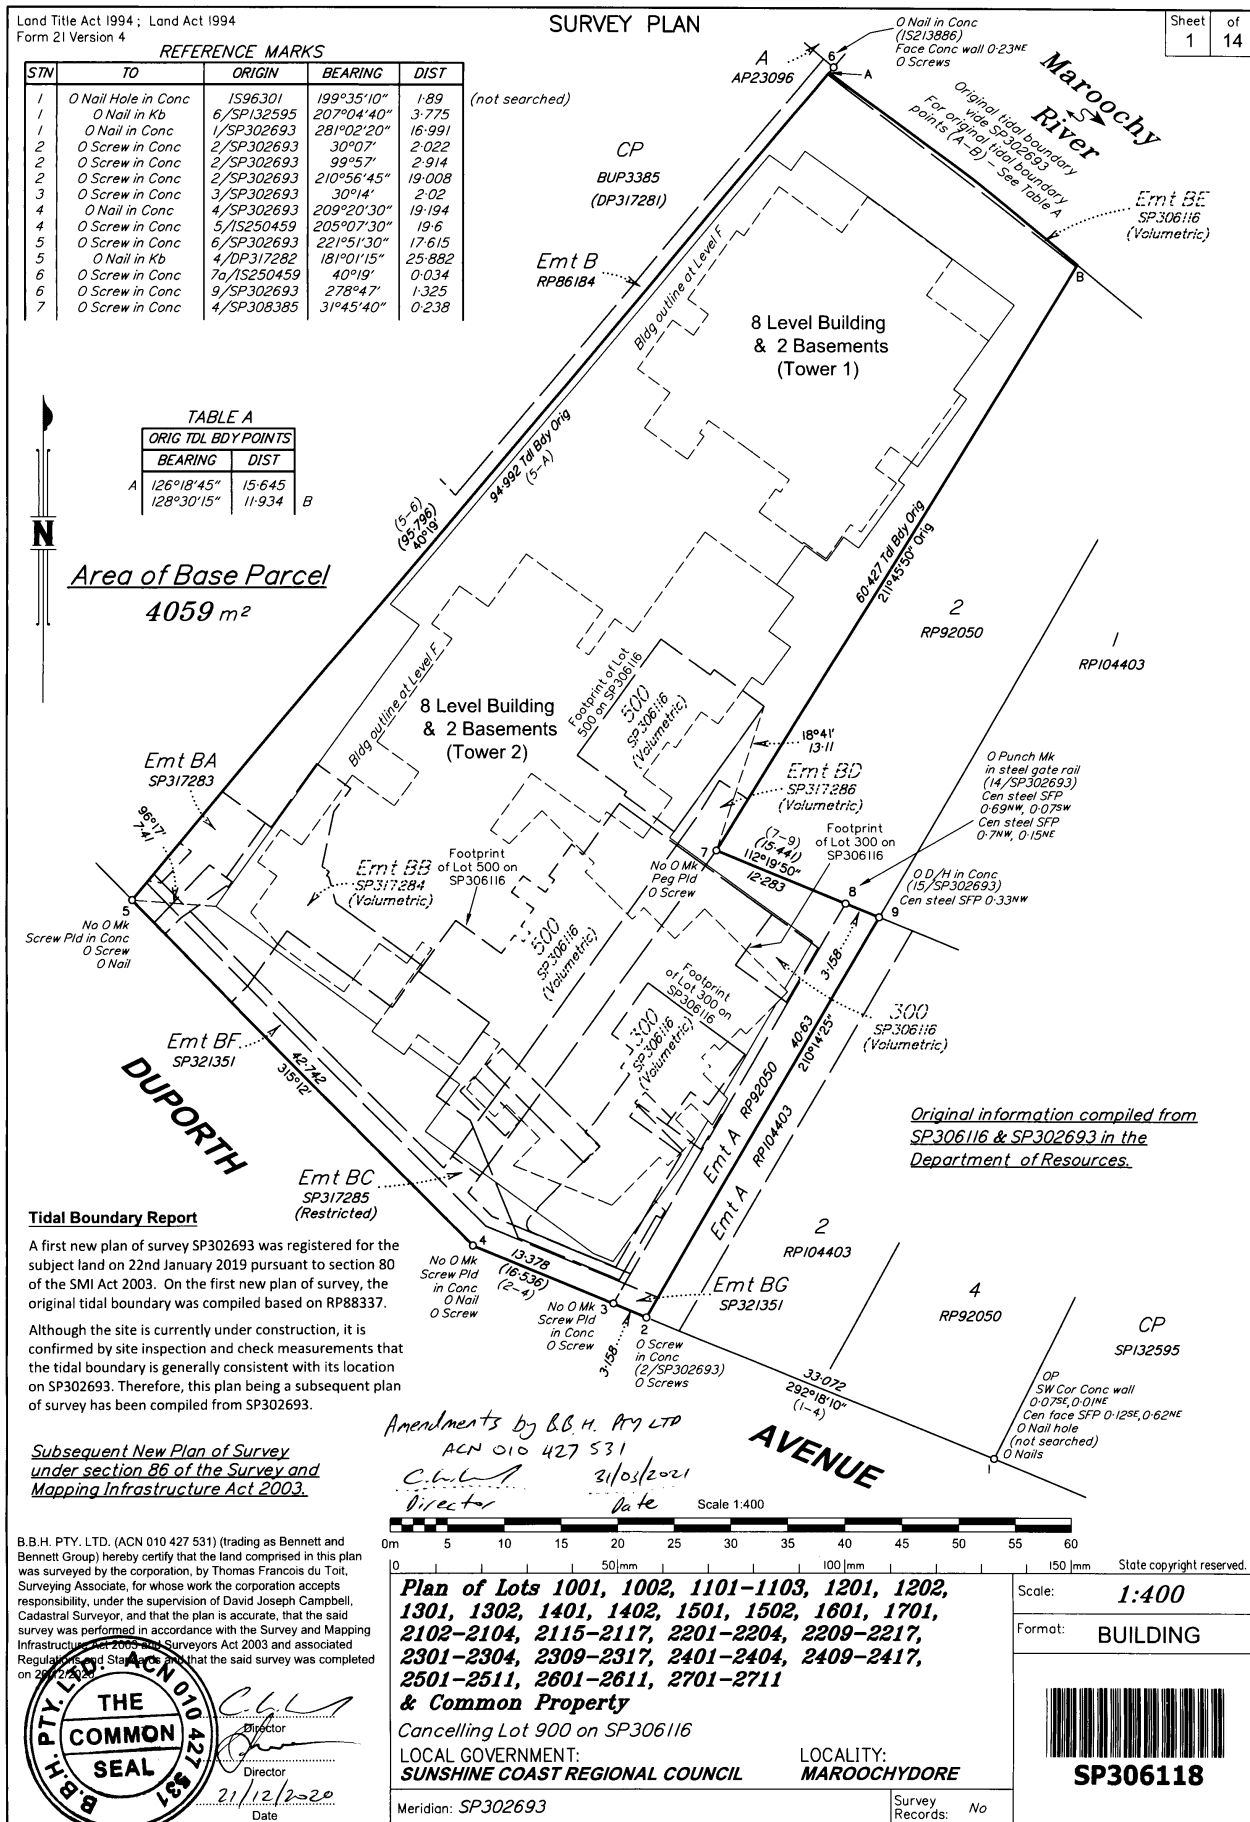 Land Title Act 1994 ; Land Act 1994
Form 21 Version 4
SURVEY PLAN
Sheet 1 of 14
REFERENCE MARKS
STN TO ORIGIN BEARING DIST
1 O Nail Hole in Conc IS96301 199°35'10" 1·89 (not searched)
1 O Nail in Kb 6/SP132595 207°04'40" 3·775
1 O Nail in Conc 1/SP302693 281°02'20" 16·991
2 O Screw in Conc 2/SP302693 30°07' 2·022
2 O Screw in Conc 2/SP302693 99°57' 2·914
2 O Screw in Conc 2/SP302693 210°56'45" 19·008
3 O Screw in Conc 3/SP302693 30°14' 2·02
4 O Nail in Conc 4/SP302693 209°20'30" 19·194
4 O Screw in Conc 5/IS250459 205°07'30" 19·6
5 O Screw in Conc 6/SP302693 221°51'30" 17·615
5 O Nail in Kb 4/DP317282 181°01'15" 25·882
6 O Screw in Conc 7a/IS250459 40°19' 0·034
6 O Screw in Conc 9/SP302693 278°47' 1·325
7 O Screw in Conc 4/SP308385 31°45'40" 0·238
A
AP23096
6
A
O Nail in Conc
(IS213886)
Face Conc wall 0·23NE
O Screws
Maroochy
River
Original tidal boundary
vide SP302693
For original tidal boundary
points (A-B) - See Table A
Emt BE
SP306116
(Volumetric)
B
CP
BUP3385
(DP317281)
Emt B
RP86184
Bldg outline at Level F
8 Level Building
& 2 Basements
(Tower 1)
TABLE A
ORIG TDL BDY POINTS
BEARING DIST
A 126°18'45" 15·645
128°30'15" 11·934 B
N
94·992 Tdl Bdy Orig
(5-A)
(5-6)
(95·796)
40°19'
60·427 Tdl Bdy Orig
211°45'50" Orig
Area of Base Parcel
4059 m²
2
RP92050
1
RP104403
Bldg outline at Level F
8 Level Building
& 2 Basements
(Tower 2)
Footprint of Lot
500 on SP306116
500
SP306116
(Volumetric)
18°41'
13·11
Emt BA
SP317283
96°17'
7·41
Emt BD
SP317286
(Volumetric)
O Punch Mk
in steel gate rail
(14/SP302693)
Cen steel SFP
0·69NW, 0·07SW
Cen steel SFP
0·7NW, 0·15NE
Footprint
of Lot 300 on
SP306116
7
(7-9)
(15·441)
112°19'50"
12·283
No O Mk
Peg Pld
O Screw
8
9
O D/H in Conc
(15/SP302693)
Cen steel SFP 0·33NW
Emt BB
SP317284
(Volumetric)
Footprint
of Lot 500 on
SP306116
5
No O Mk
Screw Pld in Conc
O Screw
O Nail
500
SP306116
(Volumetric)
3·158
A
Footprint
of Lot 300 on
SP306116
300
SP306116
(Volumetric)
300
SP306116
(Volumetric)
Emt BF
SP321351
42·742
315°12'
DUPORTH
40·63
210°14'25"
Emt A RP92050
Emt A RP104403
Original information compiled from
SP306116 & SP302693 in the
Department of Resources.
Emt BC
SP317285
(Restricted)
Tidal Boundary Report
A first new plan of survey SP302693 was registered for the
subject land on 22nd January 2019 pursuant to section 80
of the SMI Act 2003. On the first new plan of survey, the
original tidal boundary was compiled based on RP88337.
Although the site is currently under construction, it is
confirmed by site inspection and check measurements that
the tidal boundary is generally consistent with its location
on SP302693. Therefore, this plan being a subsequent plan
of survey has been compiled from SP302693.
Subsequent New Plan of Survey
under section 86 of the Survey and
Mapping Infrastructure Act 2003.
4
No O Mk
Screw Pld
in Conc
O Nail
O Screw
13·378
(16·536)
(2-4)
3
No O Mk
Screw Pld
in Conc
O Screw
A
3·158
2
O Screw
in Conc
(2/SP302693)
O Screws
Emt BG
SP321351
2
RP104403
4
RP92050
CP
SP132595
33·072
292°18'10"
(1-4)
OP
SW Cor Conc wall
0·07SE, 0·01NE
Cen face SFP 0·12SE, 0·62NE
O Nail hole
(not searched)
O Nails
1
AVENUE
Amendments by B.B.H. Pty LTD
ACN 010 427 531
31/03/2021
Director Date
Scale 1:400
0m 5 10 15 20 25 30 35 40 45 50 55 60
0 50 mm 100 mm 150 mm State copyright reserved.
B.B.H. PTY. LTD. (ACN 010 427 531) (trading as Bennett and
Bennett Group) hereby certify that the land comprised in this plan
was surveyed by the corporation, by Thomas Francois du Toit,
Surveying Associate, for whose work the corporation accepts
responsibility, under the supervision of David Joseph Campbell,
Cadastral Surveyor, and that the plan is accurate, that the said
survey was performed in accordance with the Survey and Mapping
Infrastructure Act 2003 and Surveyors Act 2003 and associated
Regulations and Standards and that the said survey was completed
on
B.B.H. PTY. LTD. ACN 010 427 531
THE
COMMON
SEAL
Director
Director
21/12/2020
Date
Plan of Lots 1001, 1002, 1101-1103, 1201, 1202,
1301, 1302, 1401, 1402, 1501, 1502, 1601, 1701,
2102-2104, 2115-2117, 2201-2204, 2209-2217,
2301-2304, 2309-2317, 2401-2404, 2409-2417,
2501-2511, 2601-2611, 2701-2711
& Common Property
Cancelling Lot 900 on SP306116
LOCAL GOVERNMENT: LOCALITY:
SUNSHINE COAST REGIONAL COUNCIL MAROOCHYDORE
Meridian: SP302693
Survey Records: No
Scale: 1:400
Format: BUILDING
SP306118